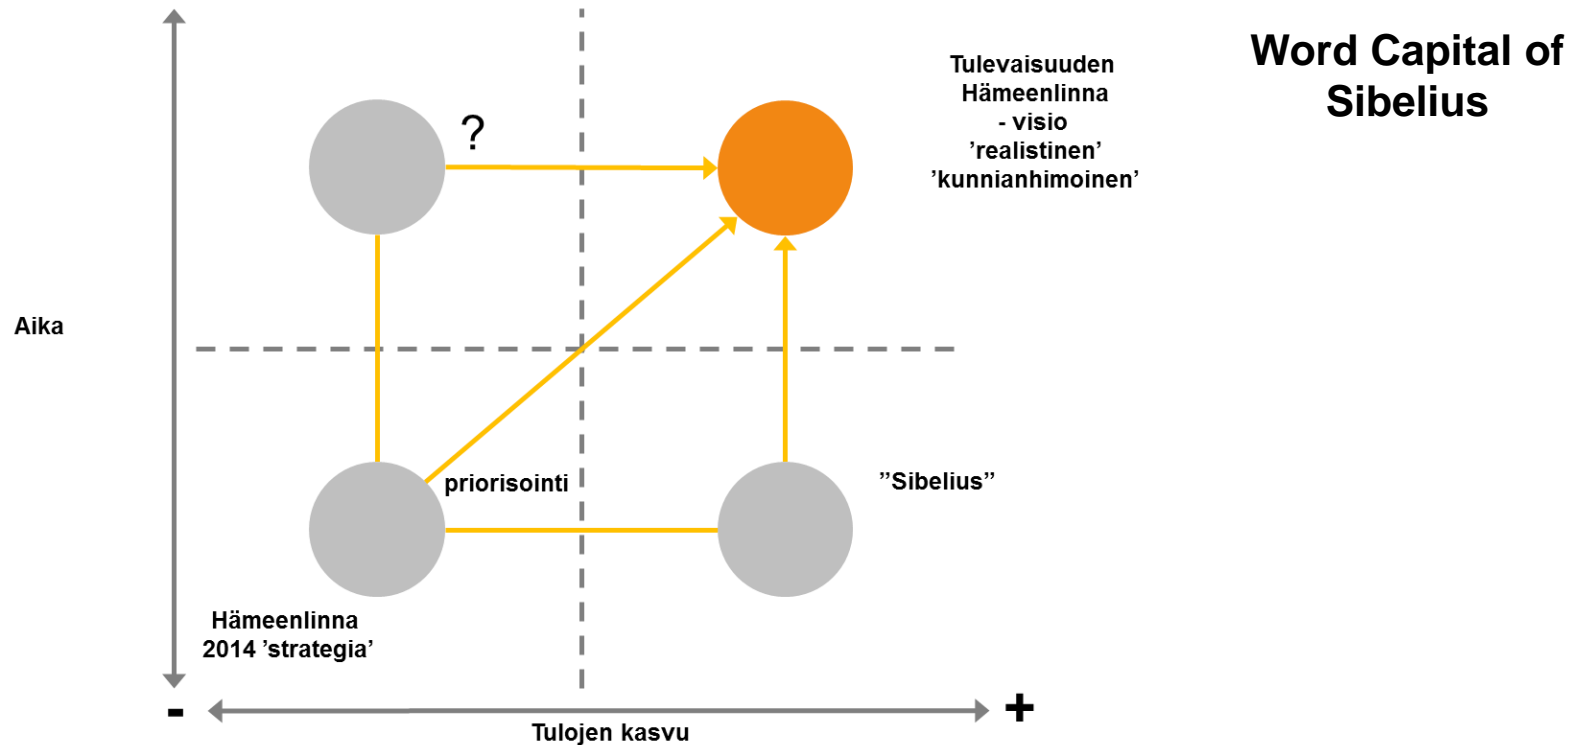 Word Capital of
Sibelius
Tulevaisuuden
Hämeenlinna
- visio
’realistinen’
’kunnianhimoinen’
?
Aika
priorisointi
”Sibelius”
Hämeenlinna
2014 ’strategia’
-
+
Tulojen kasvu